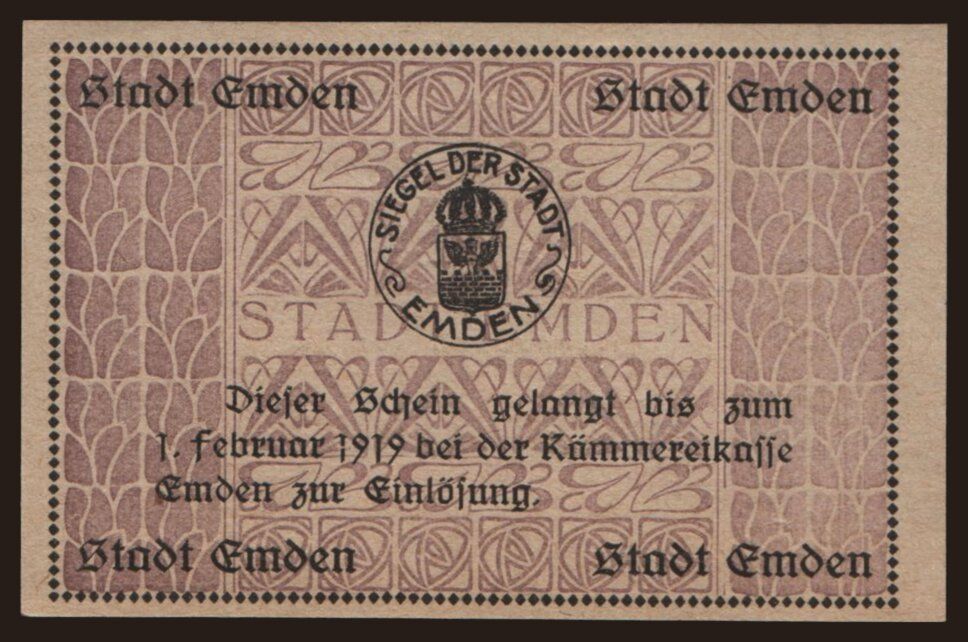 Stadt Emden Stadt Emden
SIEGEL DER STADT
EMDEN
STADT EMDEN
Dieser Schein gelangt bis zum
1. Februar 1919 bei der Kämmereikasse
Emden zur Einlösung.
Stadt Emden Stadt Emden